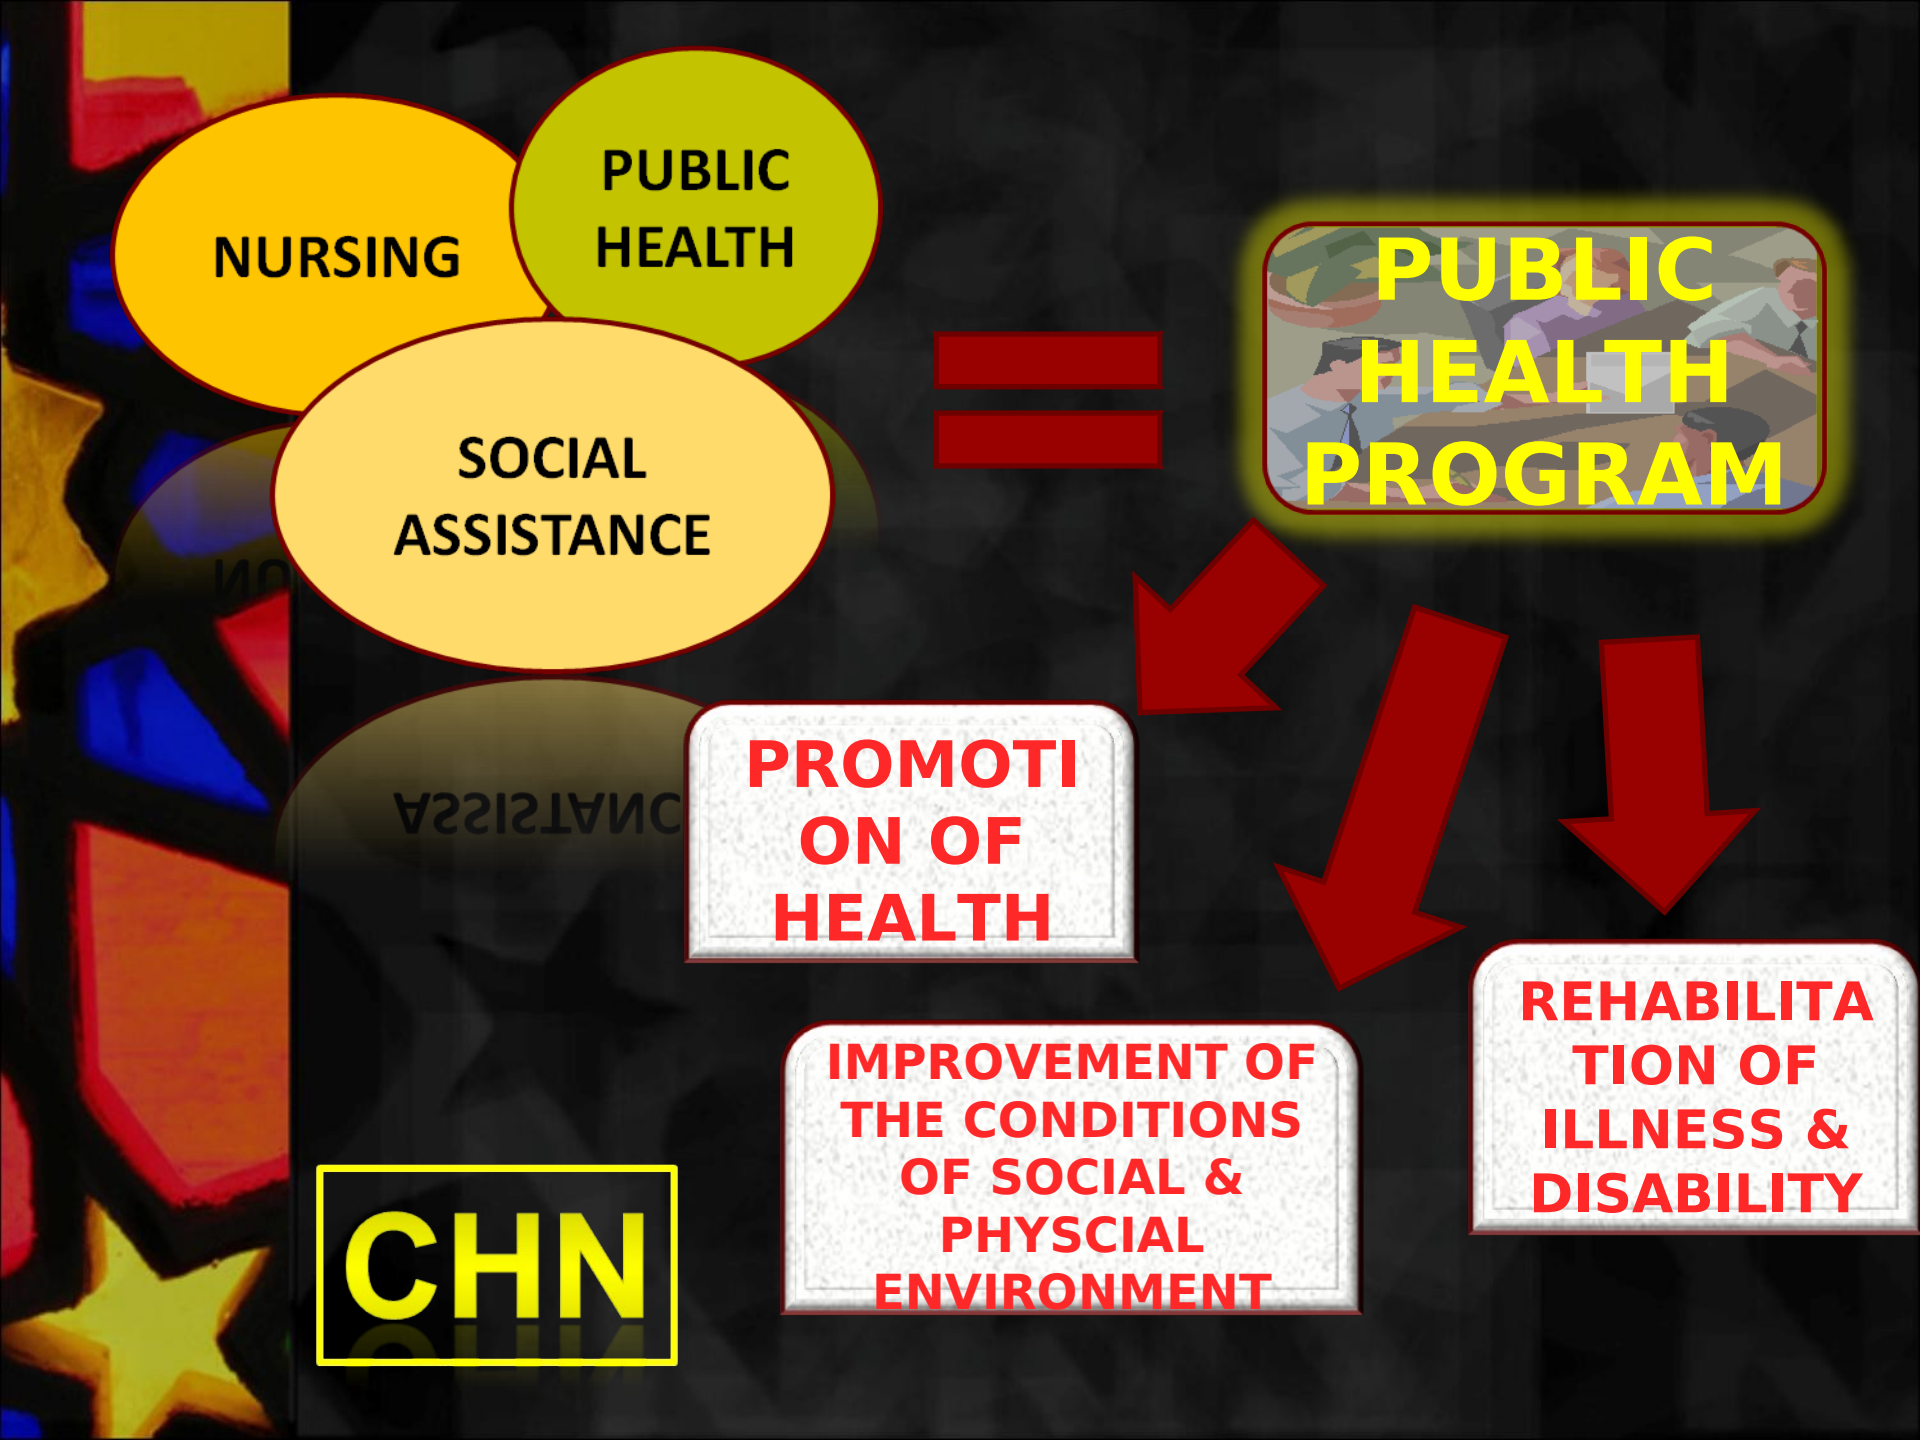 NURSING
PUBLIC
HEALTH
SOCIAL
ASSISTANCE
PUBLIC
HEALTH
PROGRAM
PROMOTI
ON OF
HEALTH
IMPROVEMENT OF
THE CONDITIONS
OF SOCIAL &
PHYSCIAL
ENVIRONMENT
REHABILITA
TION OF
ILLNESS &
DISABILITY
CHN